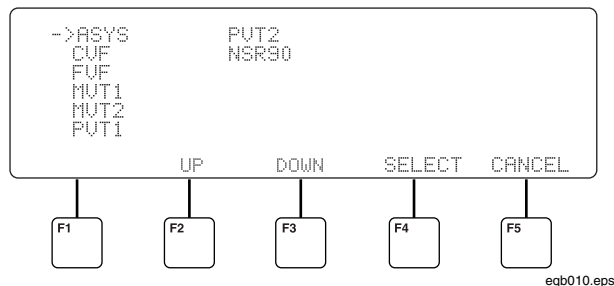 ->ASYS PVT2
CVF NSR90
FVF
MVT1
MVT2
PVT1
UP DOWN SELECT CANCEL
F1 F2 F3 F4 F5
eqb010.eps